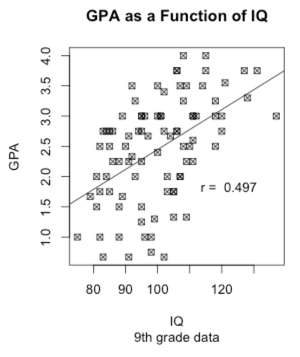 GPA as a Function of IQ
4.0
3.5
3.0
2.5
2.0
1.5
1.0
GPA
r = 0.497
80 90 100 120
IQ
9th grade data